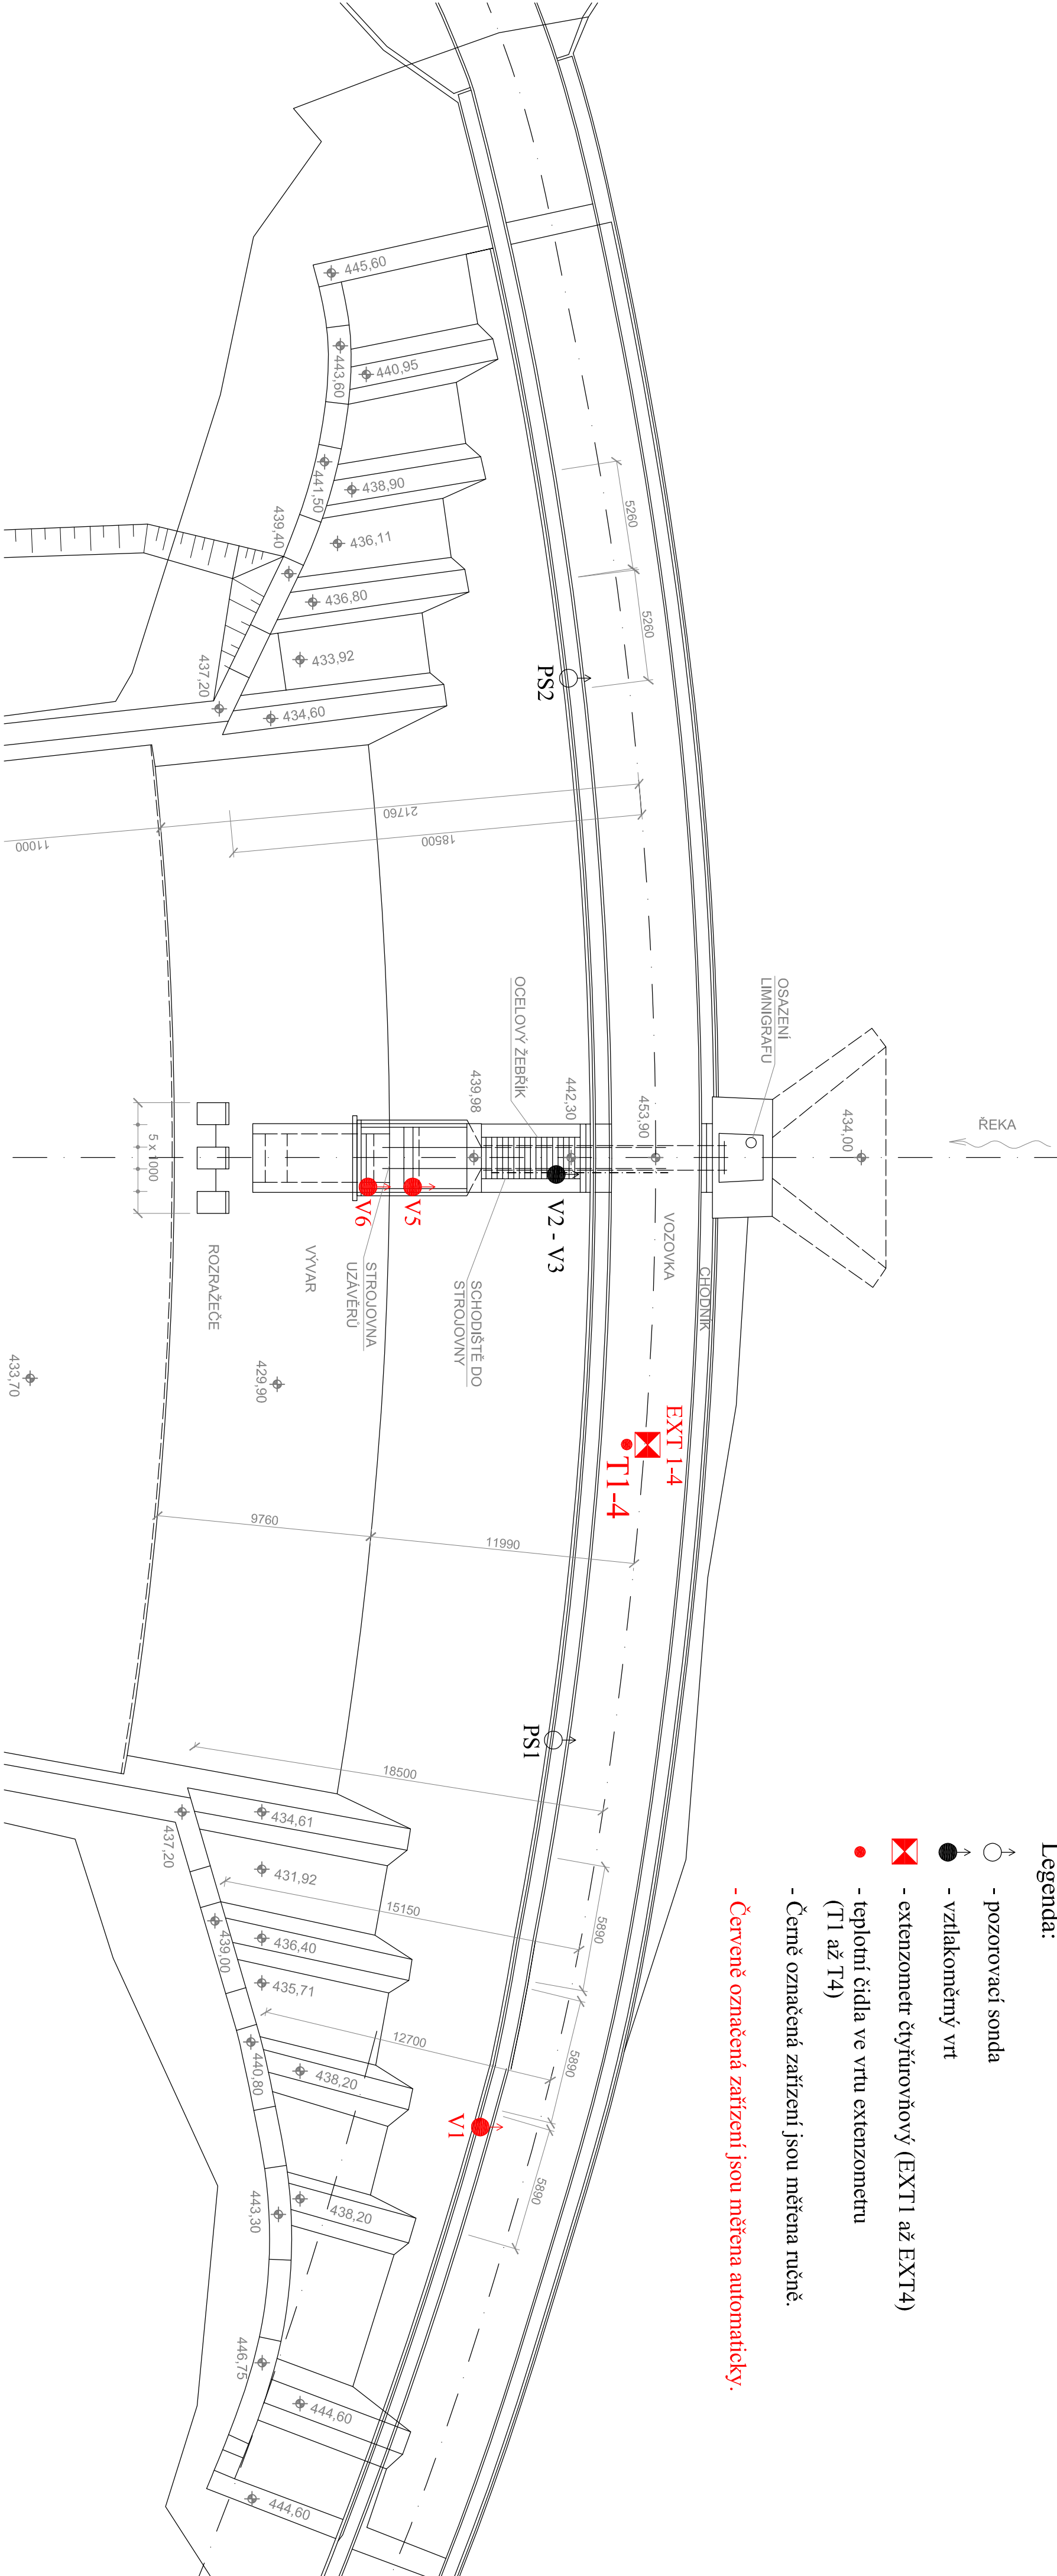 Legenda:
- pozorovací sonda
- vztlakoměrný vrt
- extenzometr čtyřúrovňový (EXT1 až EXT4)
- teplotní čidla ve vrtu extenzometru
(T1 až T4)
- Černě označená zařízení jsou měřena ručně.
- Červeně označená zařízení jsou měřena automaticky.
ŘEKA
434,00
OSAZENÍ
LIMNIGRAFU
CHODNÍK
VOZOVKA
453,90
442,30
439,98
OCELOVÝ ŽEBŘÍK
V2 - V3
SCHODIŠTĚ DO
STROJOVNY
V5
V6
STROJOVNA
UZÁVĚRŮ
VÝVAR
ROZRAŽEČE
5 x 1000
429,90
433,70
EXT 1-4
T1-4
PS2
PS1
V1
445,60
443,60
440,95
441,50
438,90
439,40
436,11
436,80
433,92
437,20
434,60
5260
5260
21760
18500
11000
9760
11990
18500
434,61
437,20
431,92
15150
439,00
436,40
435,71
12700
440,80
438,20
443,30
438,20
446,75
444,60
444,60
5890
5890
5890